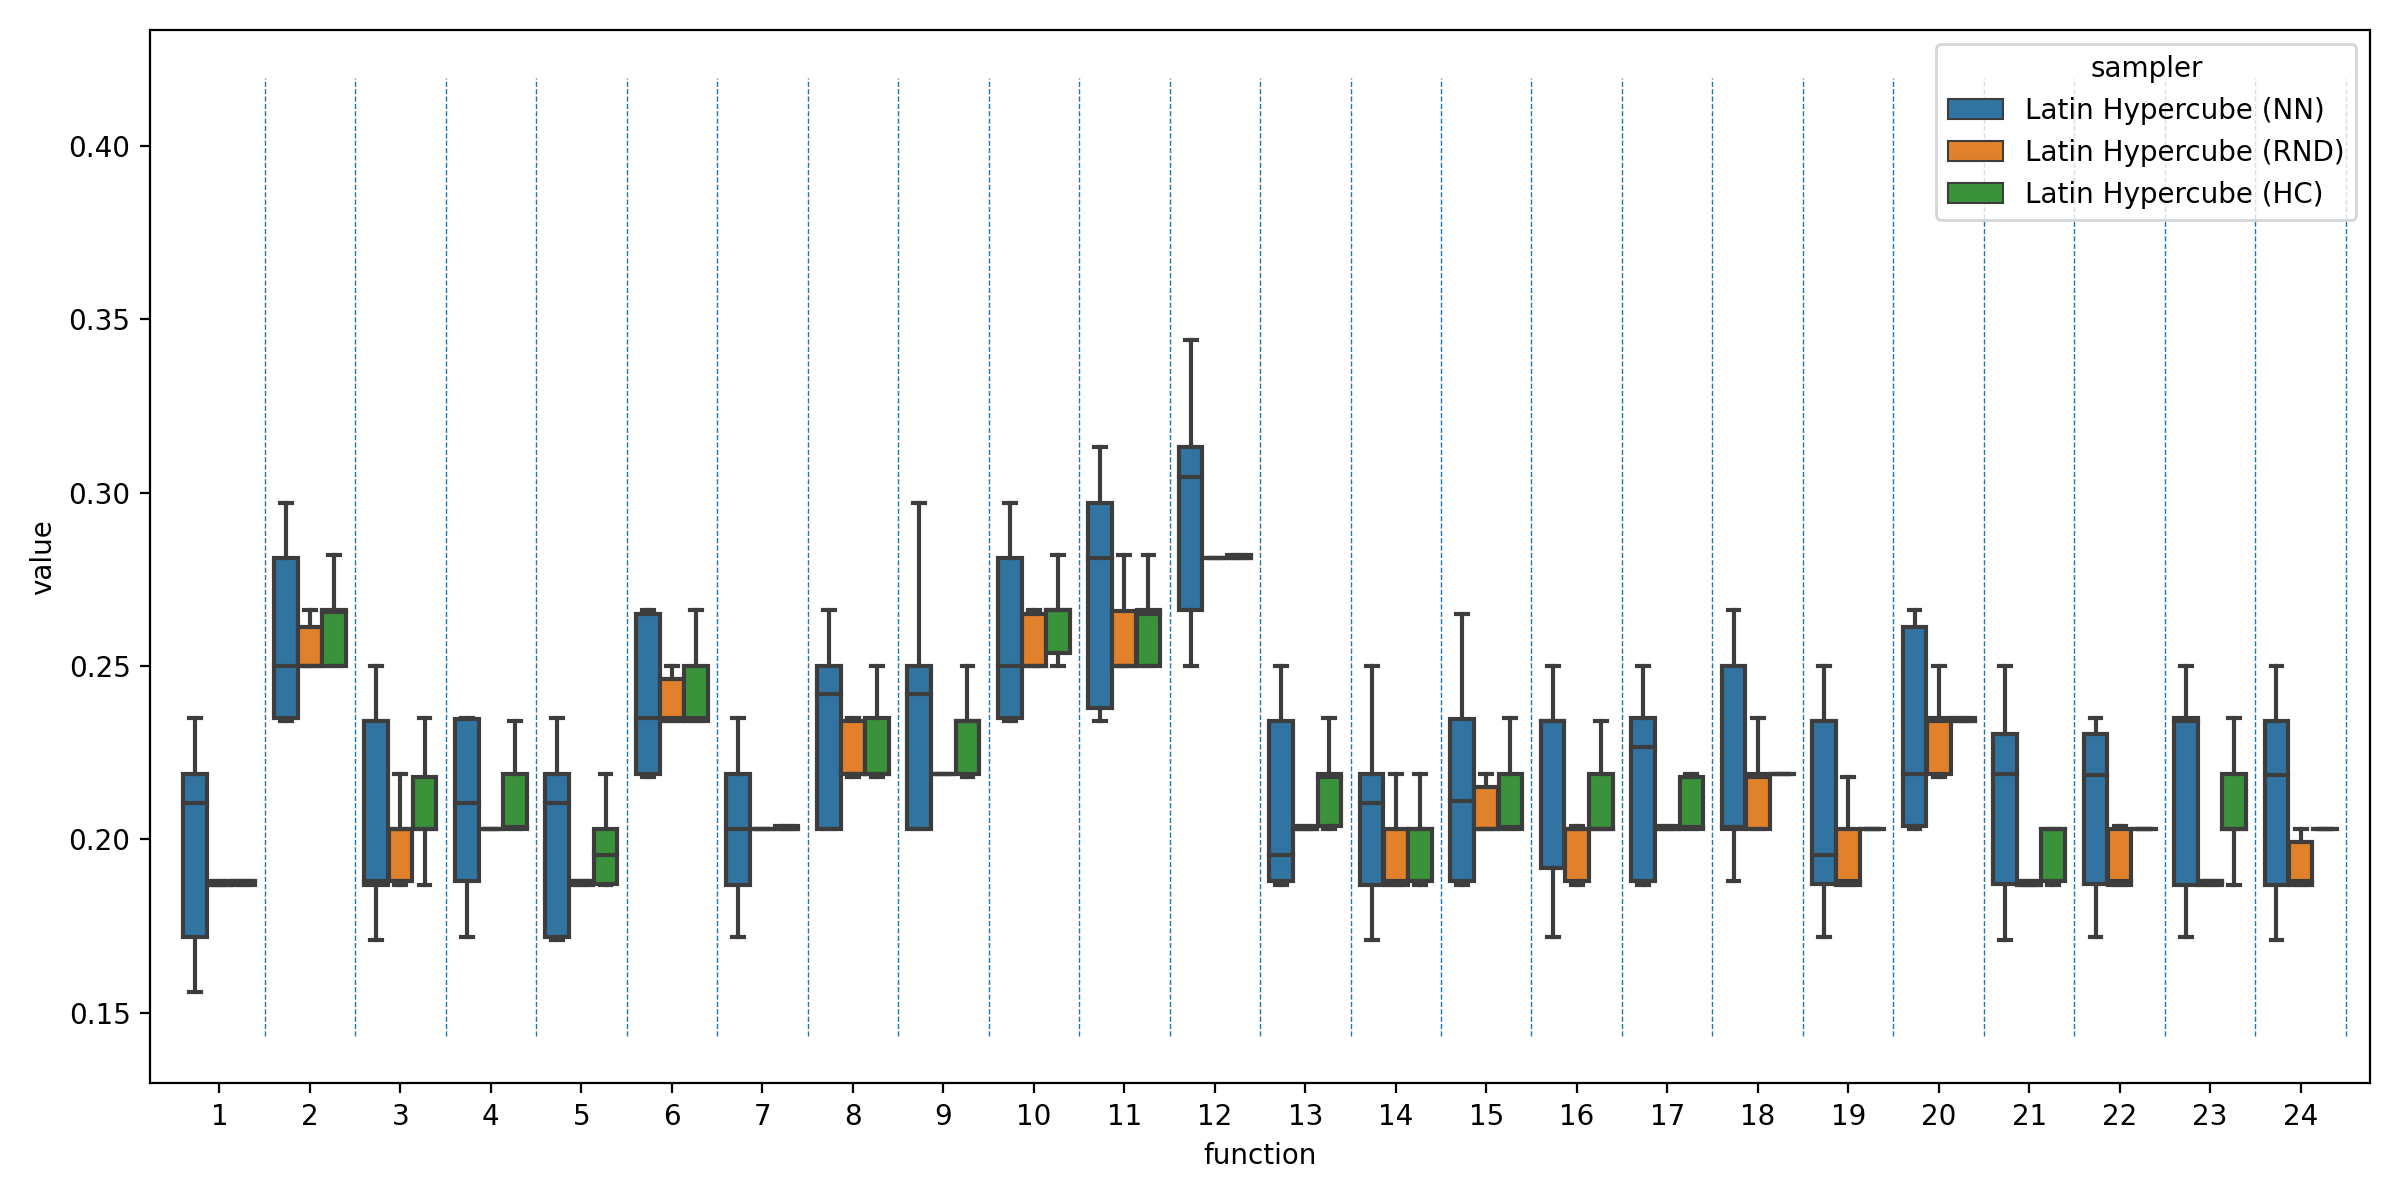 sampler
Latin Hypercube (NN)
Latin Hypercube (RND)
Latin Hypercube (HC)
0.40
0.35
0.30
0.25
0.20
0.15
value
1 2 3 4 5 6 7 8 9 10 11 12 13 14 15 16 17 18 19 20 21 22 23 24
function